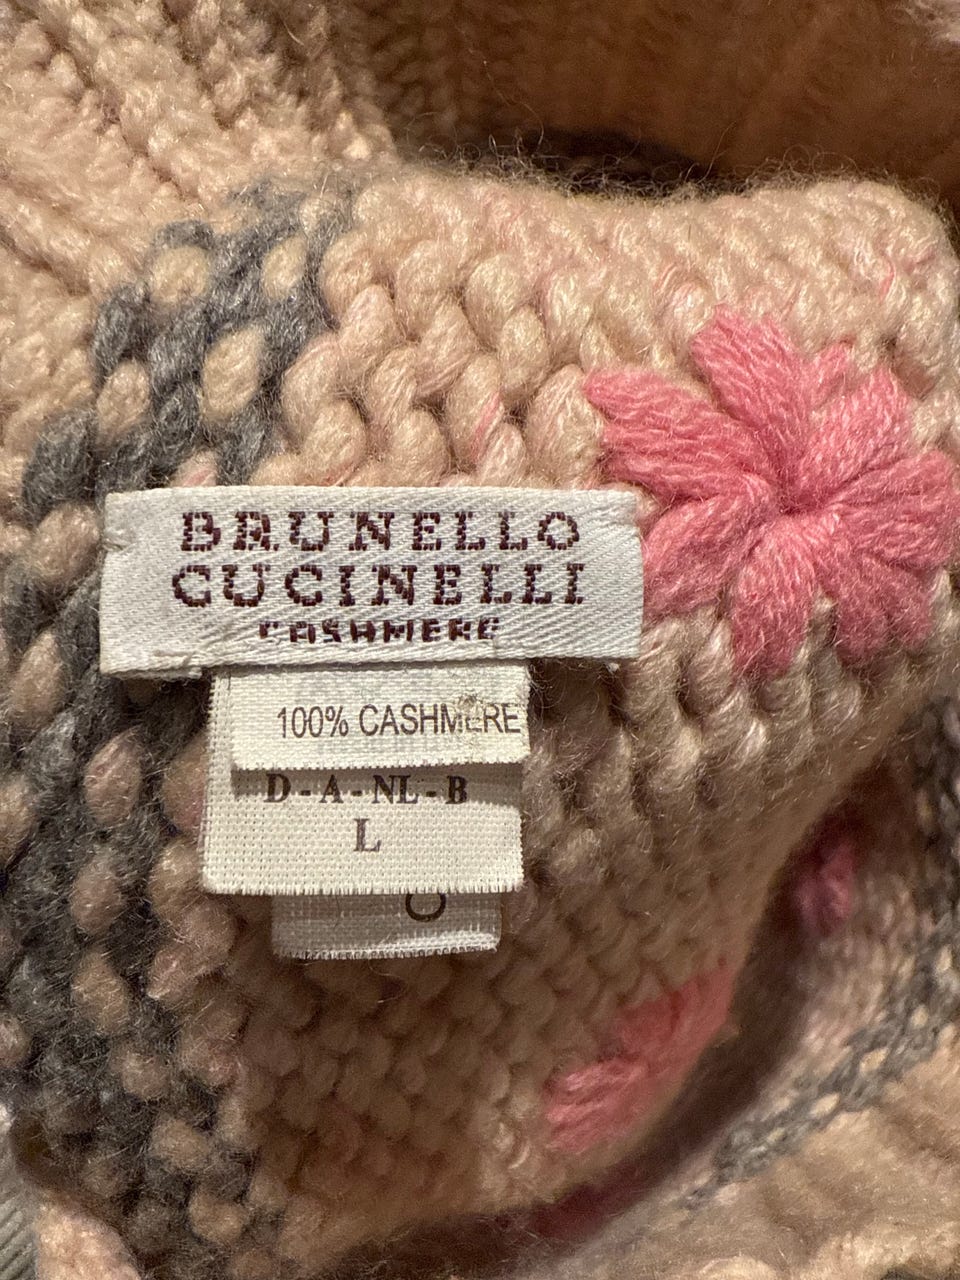 BRUNELLO
CUCINELLI
CASHMERE
100% CASHMERE
D - A - NL - B
L